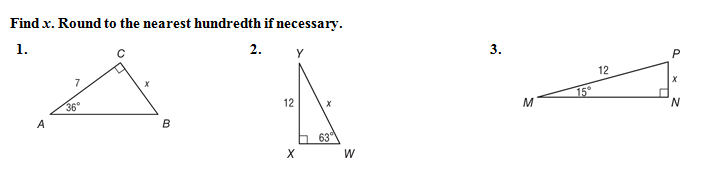 Find x. Round to the nearest hundredth if necessary.
1. 2. 3.
C
7 x
36°
A B
Y
12 x
63°
X W
P
12
x
15°
M N